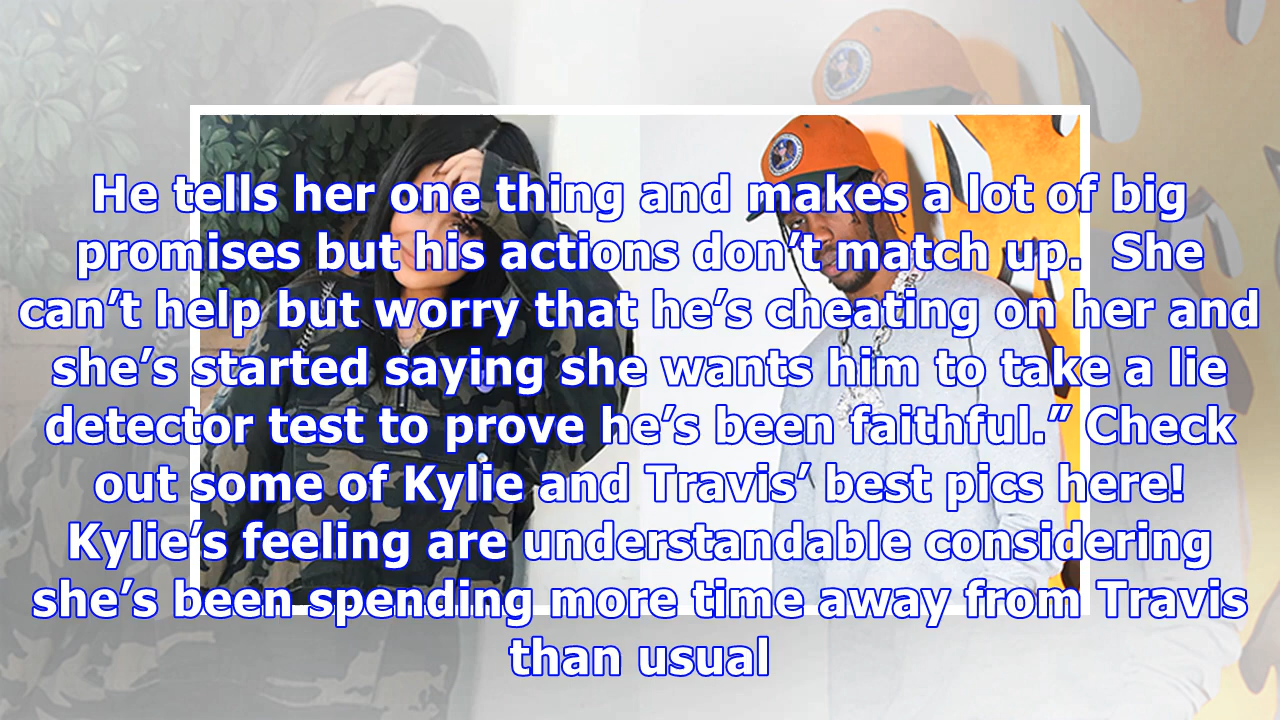 He tells her one thing and makes a lot of big
promises but his actions don’t match up.  She
can’t help but worry that he’s cheating on her and
she’s started saying she wants him to take a lie
detector test to prove he’s been faithful.” Check
out some of Kylie and Travis’ best pics here!
Kylie’s feeling are understandable considering
she’s been spending more time away from Travis
than usual